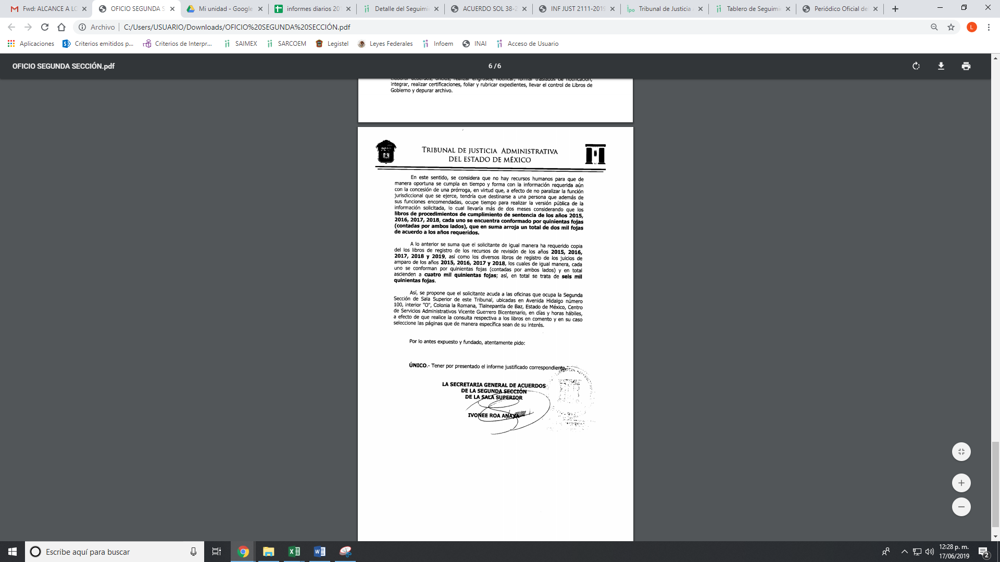 Fwd: ALCANCE A LO
OFICIO SEGUNDA S
Mi unidad - Google
informes diarios 201
Detalle del Seguimi
ACUERDO SOL 38-2
INF JUST 2111-2019
Tribunal de Justicia A
Tablero de Seguimi
Periódico Oficial de
Archivo
C:/Users/USUARIO/Downloads/OFICIO%20SEGUNDA%20SECCIÓN.pdf
L
Aplicaciones
Criterios emitidos p...
Criterios de Interpr...
SAIMEX
SARCOEM
Legistel
Leyes Federales
Infoem
INAI
Acceso de Usuario
OFICIO SEGUNDA SECCIÓN.pdf
6 / 6
elaborar acuerdos, oficios, realizar engroses, notificar, formar traslados de notificación,
integrar, realizar certificaciones, foliar y rubricar expedientes, llevar el control de Libros de
Gobierno y depurar archivo.
TRIBUNAL DE JUSTICIA ADMINISTRATIVA
DEL ESTADO DE MÉXICO
En este sentido, se considera que no hay recursos humanos para que de
manera oportuna se cumpla en tiempo y forma con la información requerida aún
con la concesión de una prórroga, en virtud que, a efecto de no paralizar la función
jurisdiccional que se ejerce, tendría que destinarse a una persona que además de
sus funciones encomendadas, ocupe tiempo para realizar la versión pública de la
información solicitada, lo cual llevaría más de dos meses considerando que los
libros de procedimientos de cumplimiento de sentencia de los años 2015,
2016, 2017, 2018, cada uno se encuentra conformado por quinientas fojas
(contadas por ambos lados), que en suma arroja un total de dos mil fojas
de acuerdo a los años requeridos.
A lo anterior se suma que el solicitante de igual manera ha requerido copia
del los libros de registro de los recursos de revisión de los años 2015, 2016,
2017, 2018 y 2019, así como los diversos libros de registro de los juicios de
amparo de los años 2015, 2016, 2017 y 2018, los cuales de igual manera, cada
uno se conforman por quinientas fojas (contadas por ambos lados) y en total
ascienden a cuatro mil quinientas fojas; así, en total se trata de seis mil
quinientas fojas.
Así, se propone que el solicitante acuda a las oficinas que ocupa la Segunda
Sección de Sala Superior de este Tribunal, ubicadas en Avenida Hidalgo número
100, interior "O", Colonia la Romana, Tlalnepantla de Baz, Estado de México, Centro
de Servicios Administrativos Vicente Guerrero Bicentenario, en días y horas hábiles,
a efecto de que realice la consulta respectiva a los libros en comento y en su caso
seleccione las páginas que de manera específica sean de su interés.
Por lo antes expuesto y fundado, atentamente pido:
ÚNICO.- Tener por presentado el informe justificado correspondiente.
LA SECRETARIA GENERAL DE ACUERDOS
DE LA SEGUNDA SECCIÓN
DE LA SALA SUPERIOR
IVONEE ROA ANAYA
Escribe aquí para buscar
12:28 p. m.
17/06/2019
2